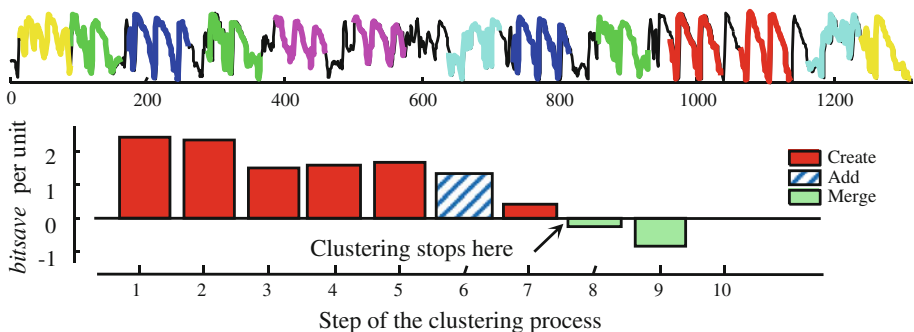 0 200 400 600 800 1000 1200
bitsave per unit
2
1
0
-1
Create
Add
Merge
Clustering stops here
1 2 3 4 5 6 7 8 9 10
Step of the clustering process